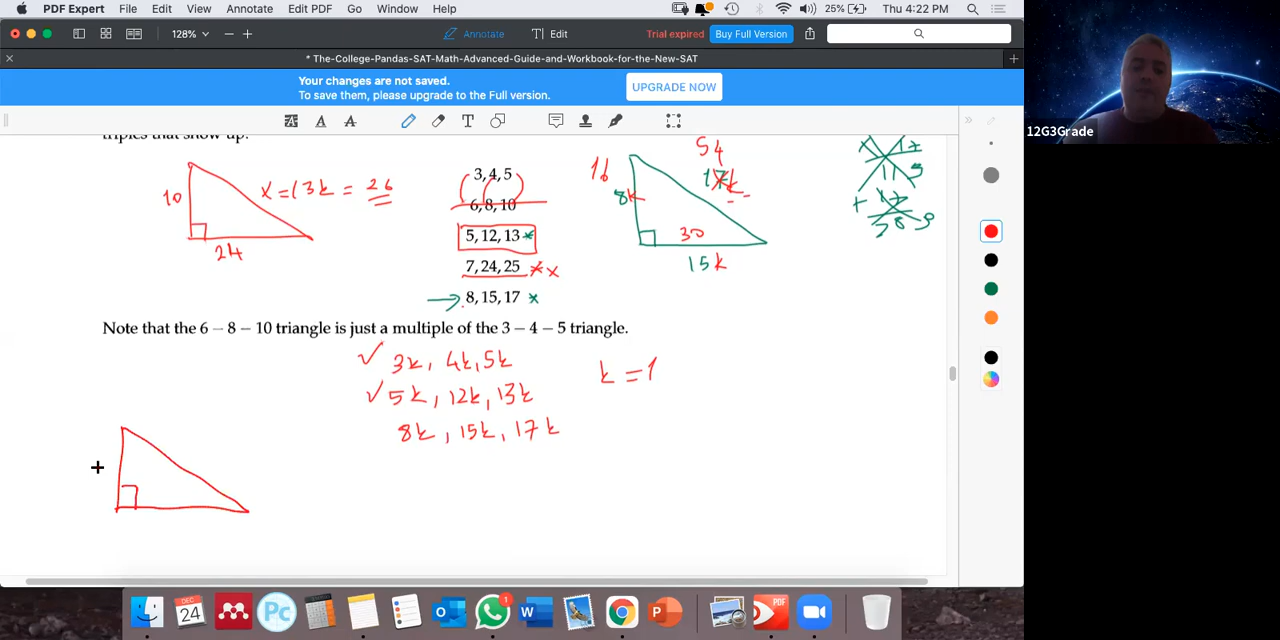 PDF Expert File Edit View Annotate Edit PDF Go Window Help 25% Thu 4:22 PM
128% Annotate Edit Trial expired Buy Full Version
* The-College-Pandas-SAT-Math-Advanced-Guide-and-Workbook-for-the-New-SAT
Your changes are not saved.
To save them, please upgrade to the Full version.
UPGRADE NOW
12G3Grade
triples that show up:
10
24
x = 13k = 26
3, 4, 5
6, 8, 10
5, 12, 13
7, 24, 25
8, 15, 17
16
8k
54
17k
30
15k
Note that the 6 – 8 – 10 triangle is just a multiple of the 3 – 4 – 5 triangle.
3k, 4k, 5k
5k, 12k, 13k
8k, 15k, 17k
k = 1
DEC
24
1